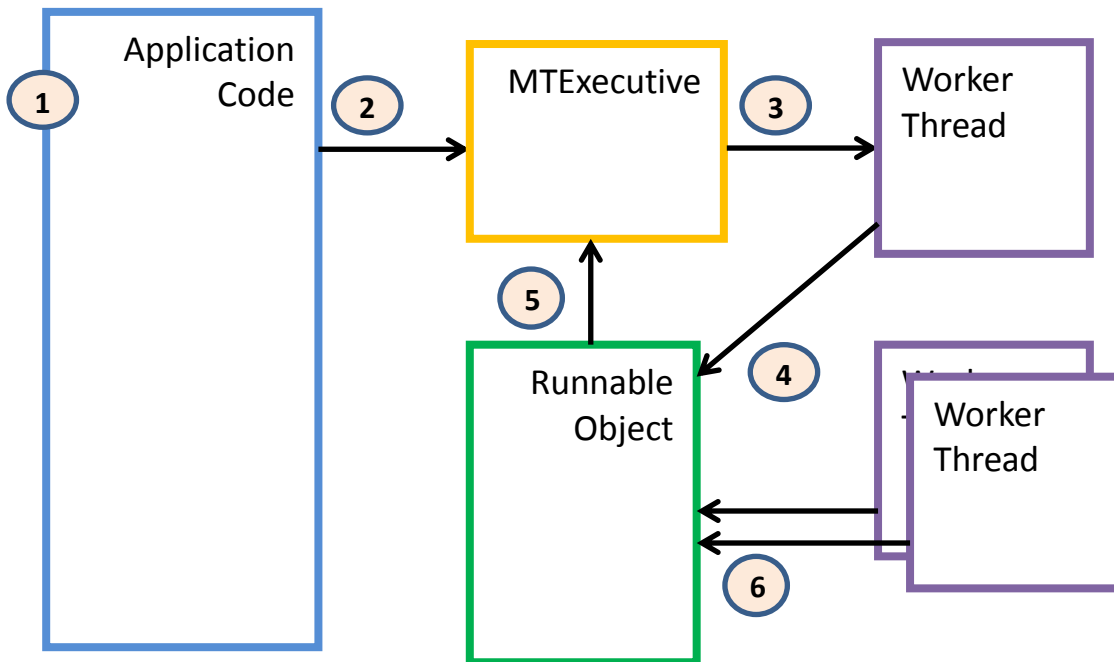 Application
Code
1
2
MTExecutive
3
Worker
Thread
5
4
Runnable
Object
Worker
Thread
6